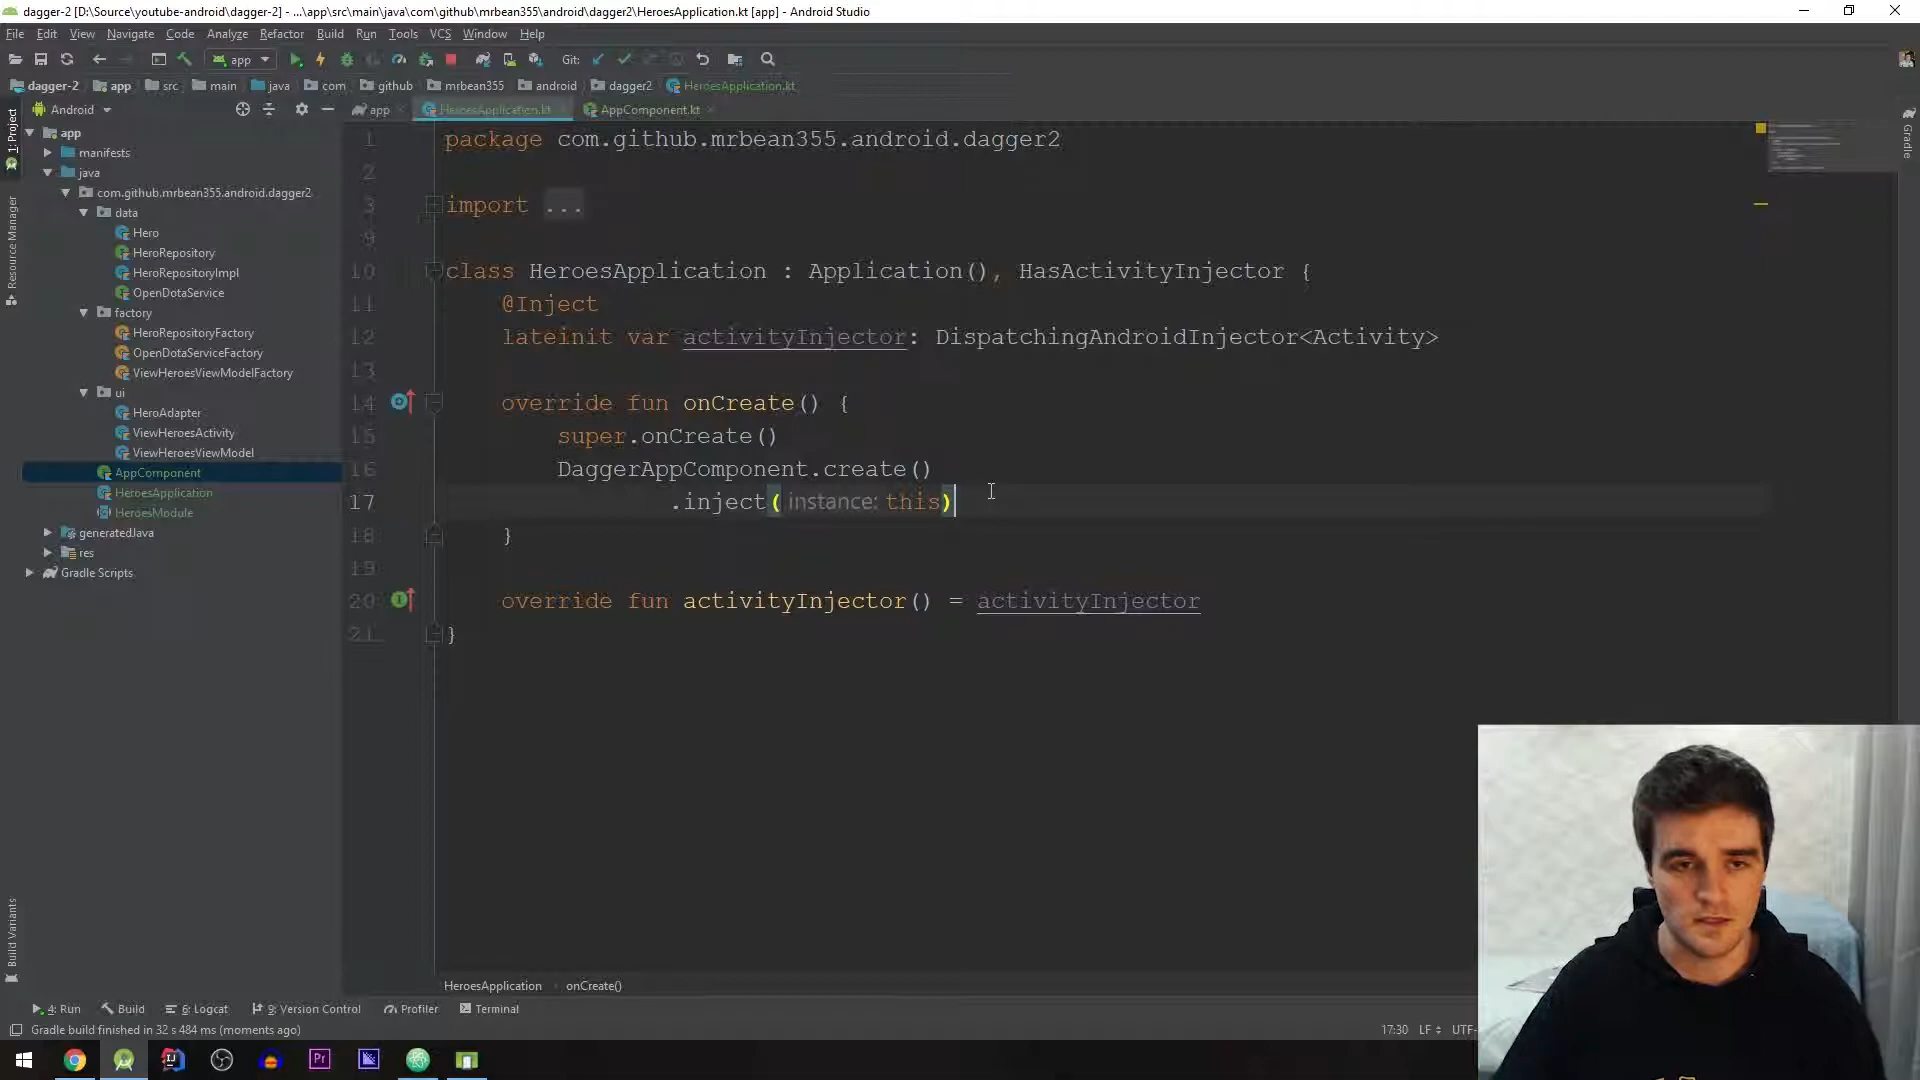 dagger-2 [D:\Source\youtube-android\dagger-2] - ...\app\src\main\java\com\github\mrbean355\android\dagger2\HeroesApplication.kt [app] - Android Studio
File Edit View Navigate Code Analyze Refactor Build Run Tools VCS Window Help
app Git:
dagger-2 app src main java com github mrbean355 android dagger2 HeroesApplication.kt
Android app HeroesApplication.kt AppComponent.kt
1: Project
Resource Manager
Build Variants
Gradle
app
manifests
java
com.github.mrbean355.android.dagger2
data
Hero
HeroRepository
HeroRepositoryImpl
OpenDotaService
factory
HeroRepositoryFactory
OpenDotaServiceFactory
ViewHeroesViewModelFactory
ui
HeroAdapter
ViewHeroesActivity
ViewHeroesViewModel
AppComponent
HeroesApplication
HeroesModule
generatedJava
res
Gradle Scripts
1 package com.github.mrbean355.android.dagger2
2
3 import ...
9
10 class HeroesApplication : Application(), HasActivityInjector {
11 @Inject
12 lateinit var activityInjector: DispatchingAndroidInjector<Activity>
13
14 override fun onCreate() {
15 super.onCreate()
16 DaggerAppComponent.create()
17 .inject( instance: this)
18 }
19
20 override fun activityInjector() = activityInjector
21 }
HeroesApplication onCreate()
4: Run Build 6: Logcat 9: Version Control Profiler Terminal
Gradle build finished in 32 s 484 ms (moments ago) 17:30 LF UTF-
Pr